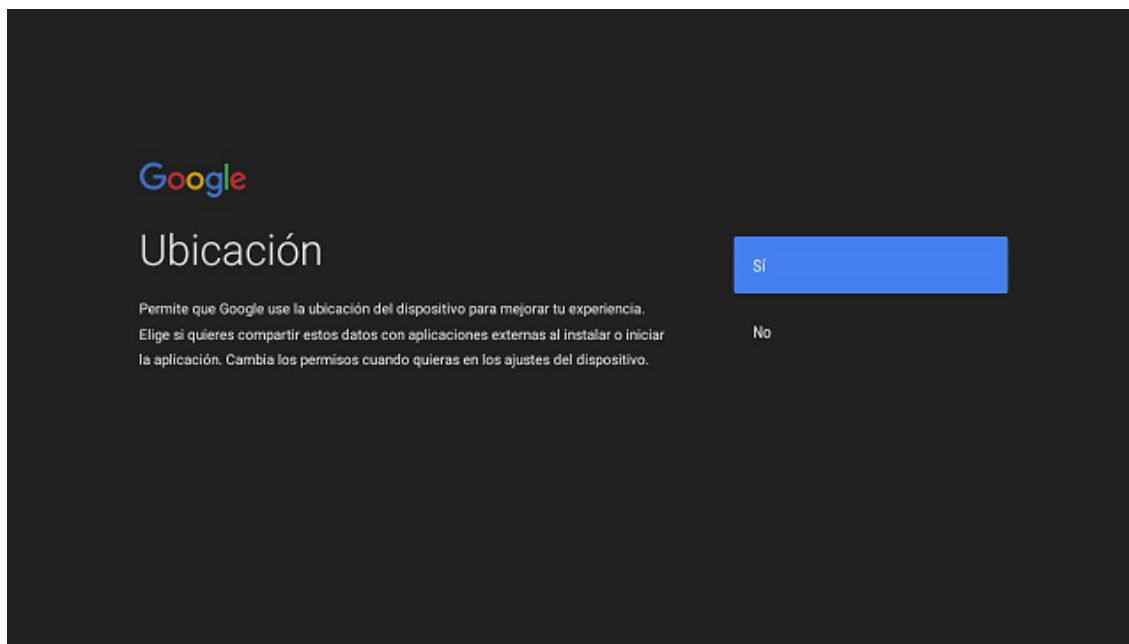 Google
Ubicación
Permite que Google use la ubicación del dispositivo para mejorar tu experiencia.
Elige si quieres compartir estos datos con aplicaciones externas al instalar o iniciar
la aplicación. Cambia los permisos cuando quieras en los ajustes del dispositivo.
Sí
No